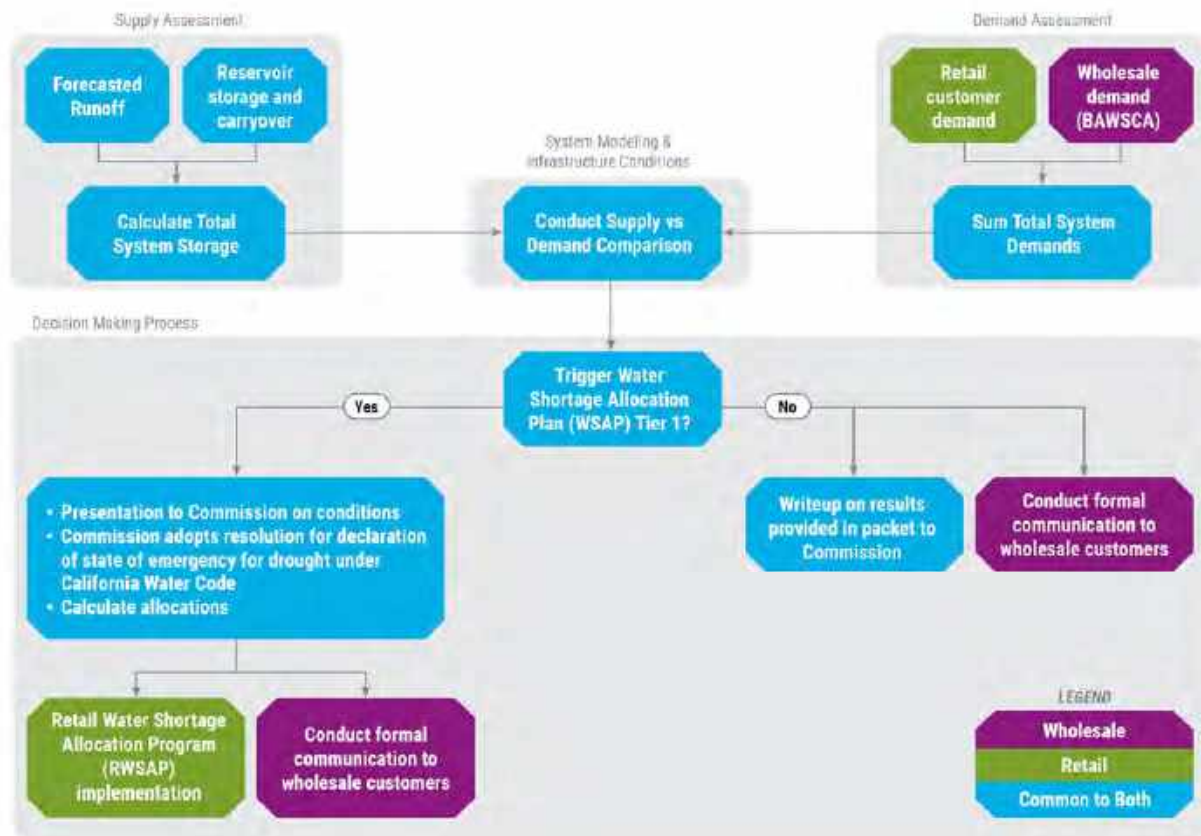 Supply Assessment
Demand Assessment
Forecasted
Runoff
Reservoir
storage and
carryover
Retail
customer
demand
Wholesale
demand
(BAWSCA)
System Modeling &
Infrastructure Conditions
Calculate Total
System Storage
Conduct Supply vs
Demand Comparison
Sum Total System
Demands
Decision Making Process
Trigger Water
Shortage Allocation
Plan (WSAP) Tier 1?
Yes
No
• Presentation to Commission on conditions
• Commission adopts resolution for declaration
of state of emergency for drought under
California Water Code
• Calculate allocations
Writeup on results
provided in packet to
Commission
Conduct formal
communication to
wholesale customers
Retail Water Shortage
Allocation Program
(RWSAP)
implementation
Conduct formal
communication to
wholesale customers
LEGEND
Wholesale
Retail
Common to Both